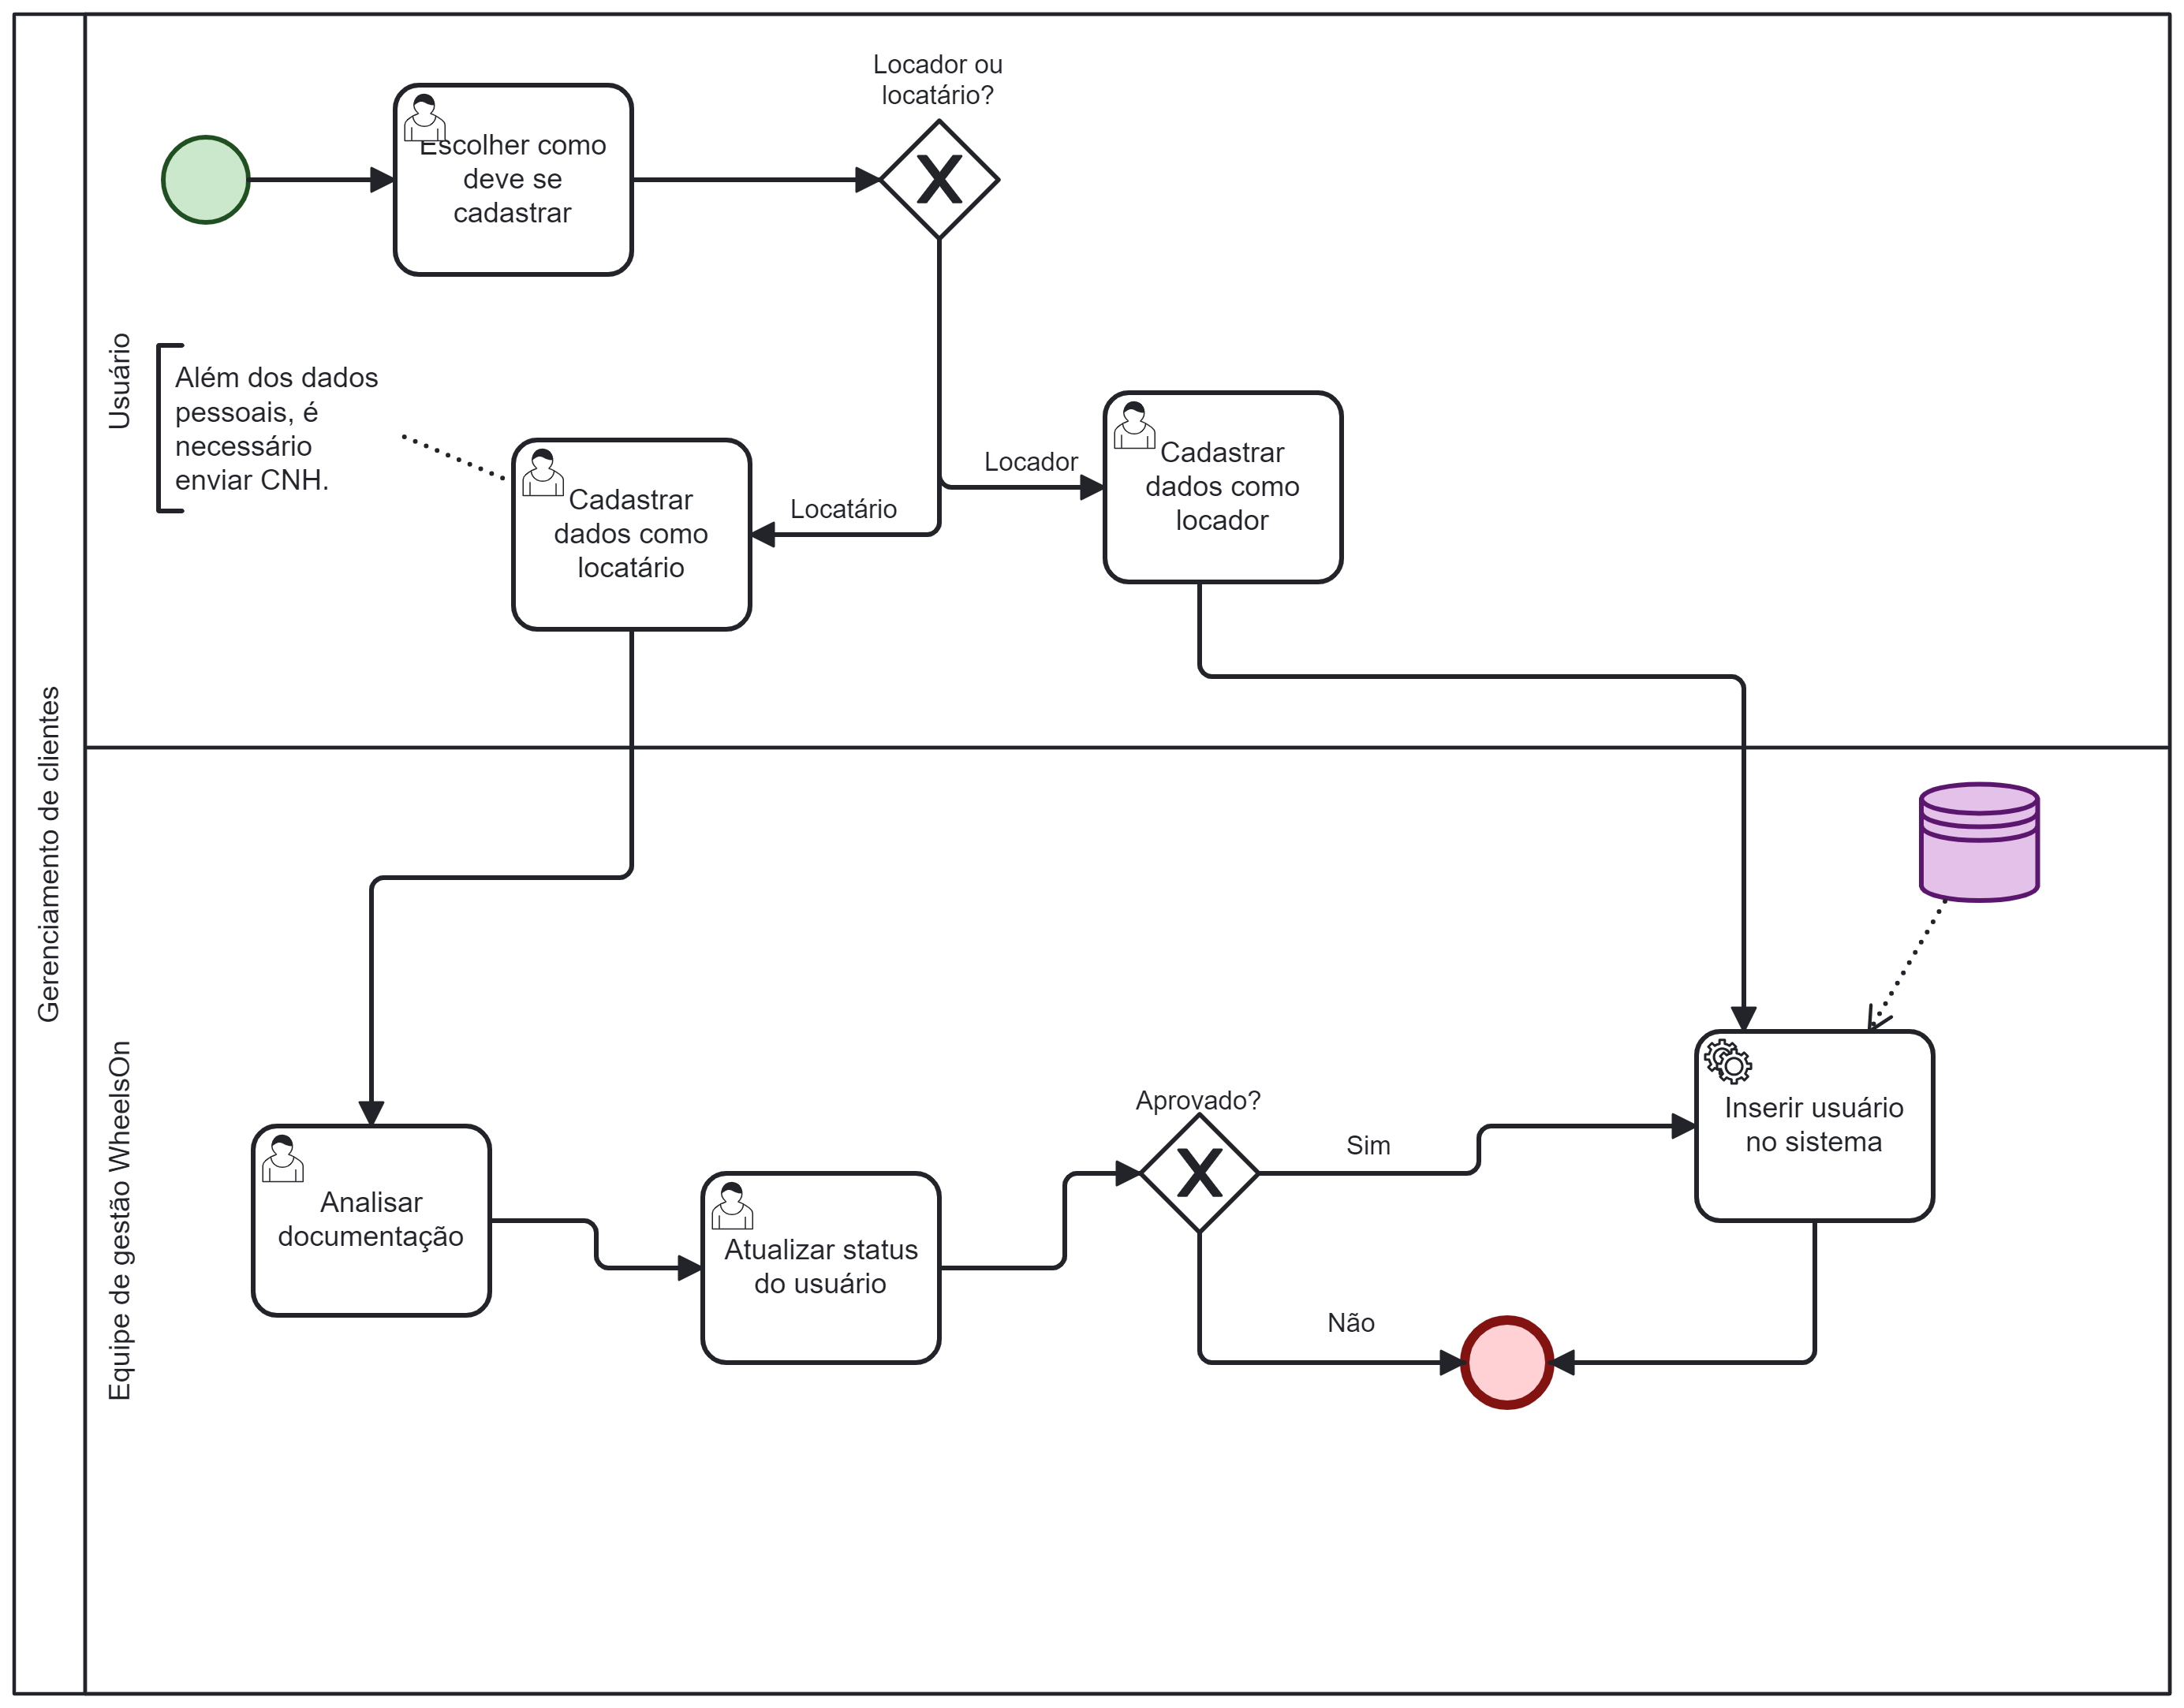 Gerenciamento de clientes
Usuário
Locador ou
locatário?
Escolher como
deve se
cadastrar
Além dos dados
pessoais, é
necessário
enviar CNH.
Locador
Cadastrar
dados como
locador
Locatário
Cadastrar
dados como
locatário
Equipe de gestão WheelsOn
Analisar
documentação
Atualizar status
do usuário
Aprovado?
Sim
Não
Inserir usuário
no sistema